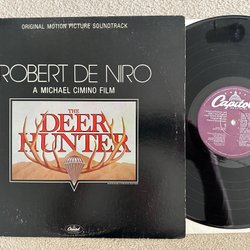 ORIGINAL MOTION PICTURE SOUNDTRACK
ROBERT DE NIRO
A MICHAEL CIMINO FILM
THE
DEER
HUNTER
Capitol
Capitol